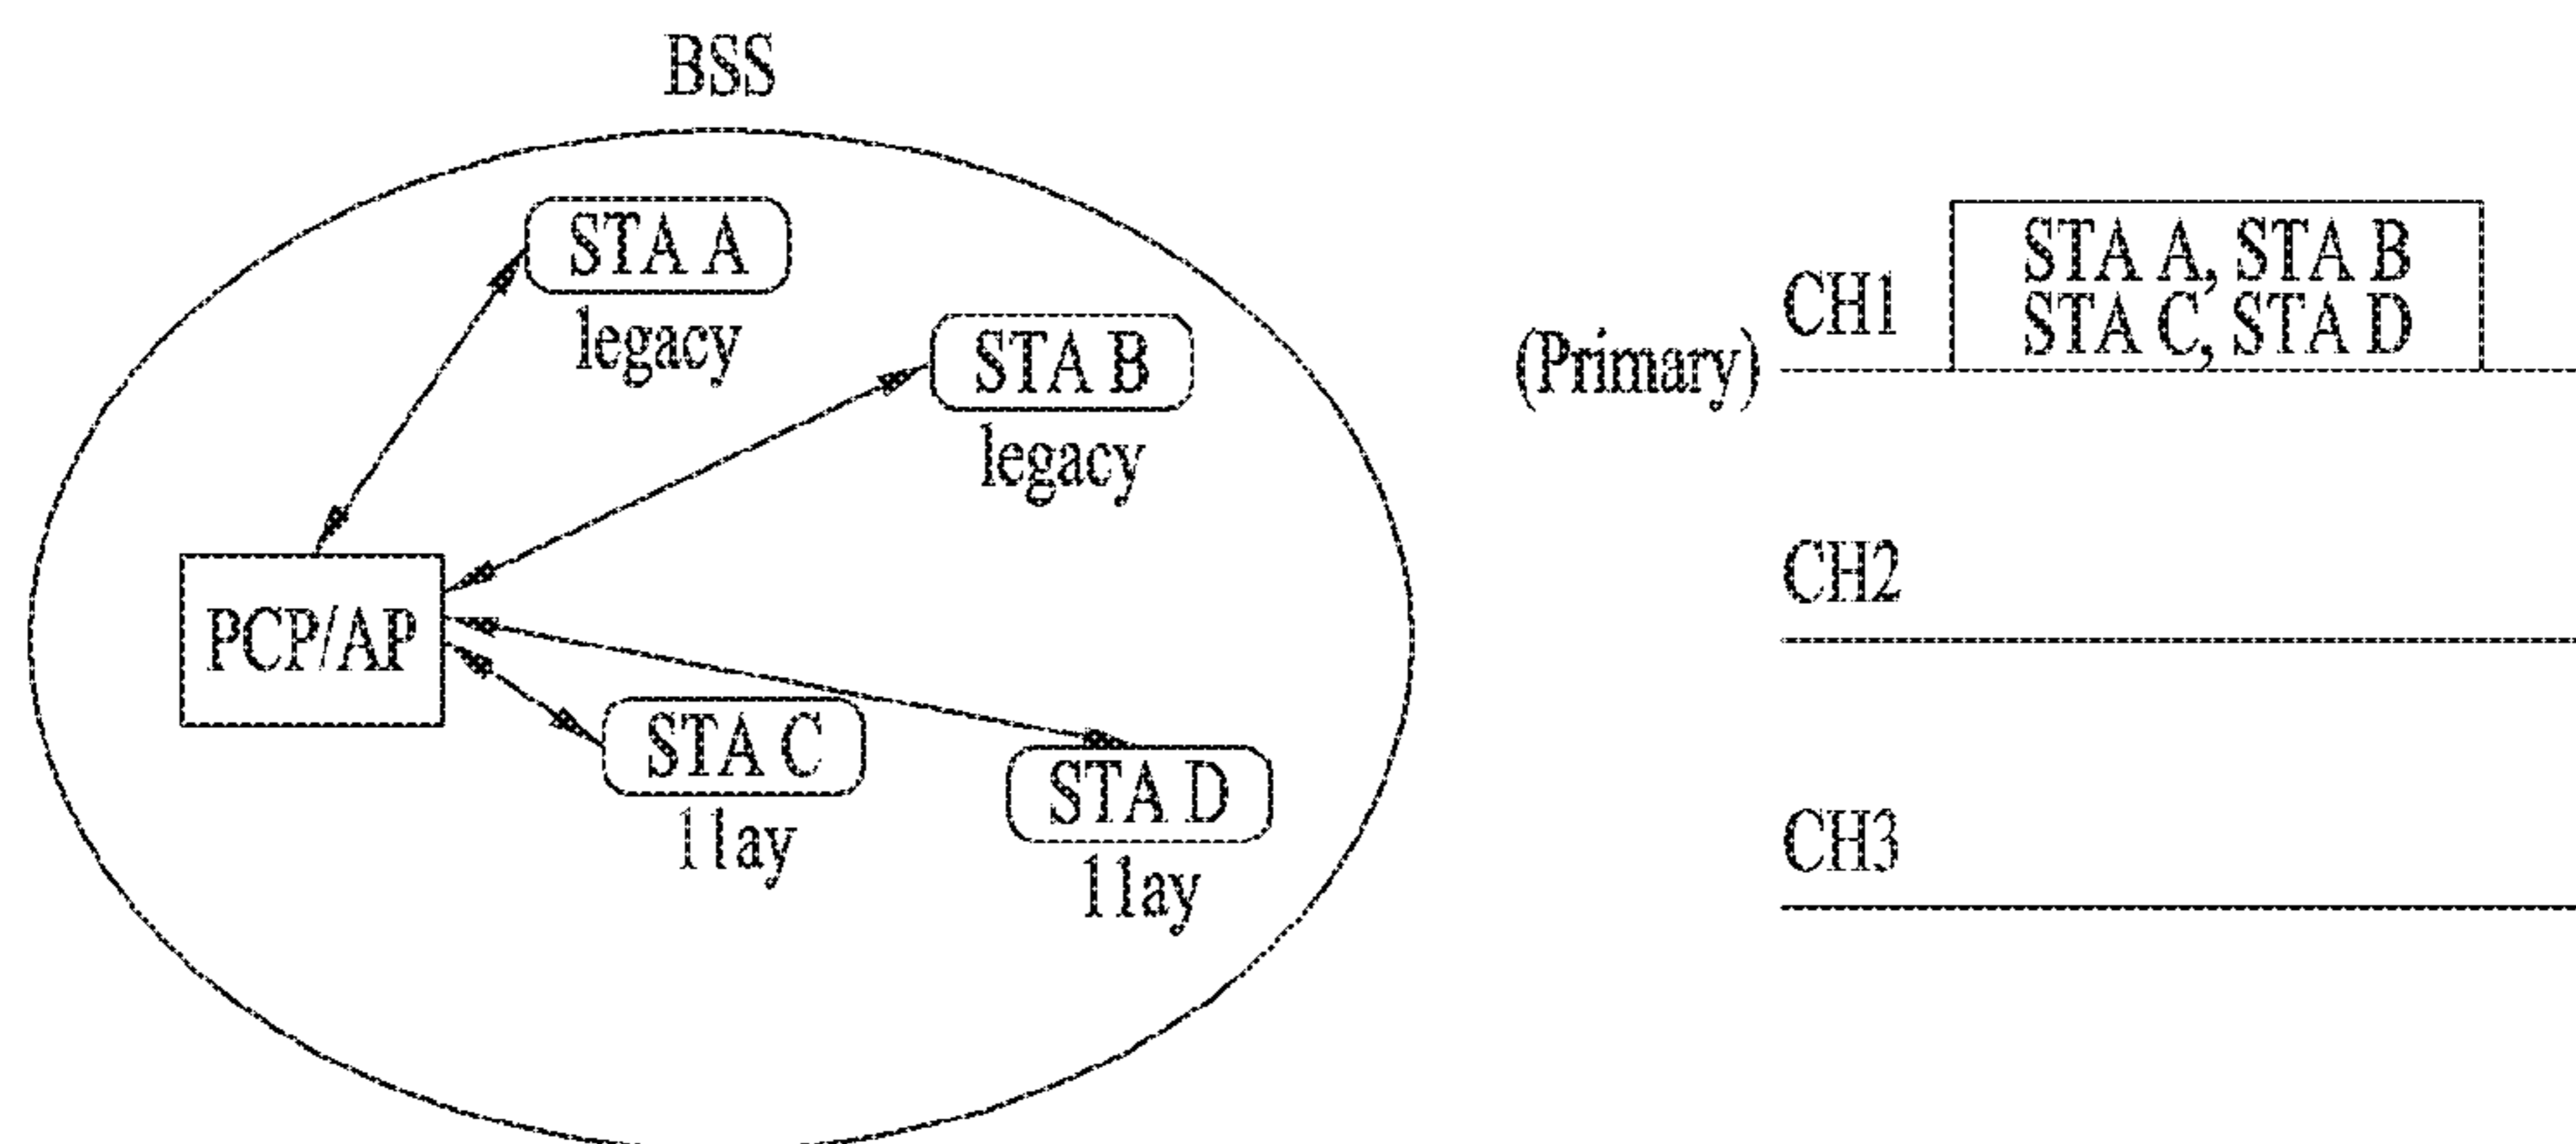 BSS
STA A
legacy
STA B
legacy
PCP/AP
STA C
11ay
STA D
11ay
(Primary)
CH1
STA A, STA B
STA C, STA D
CH2
CH3